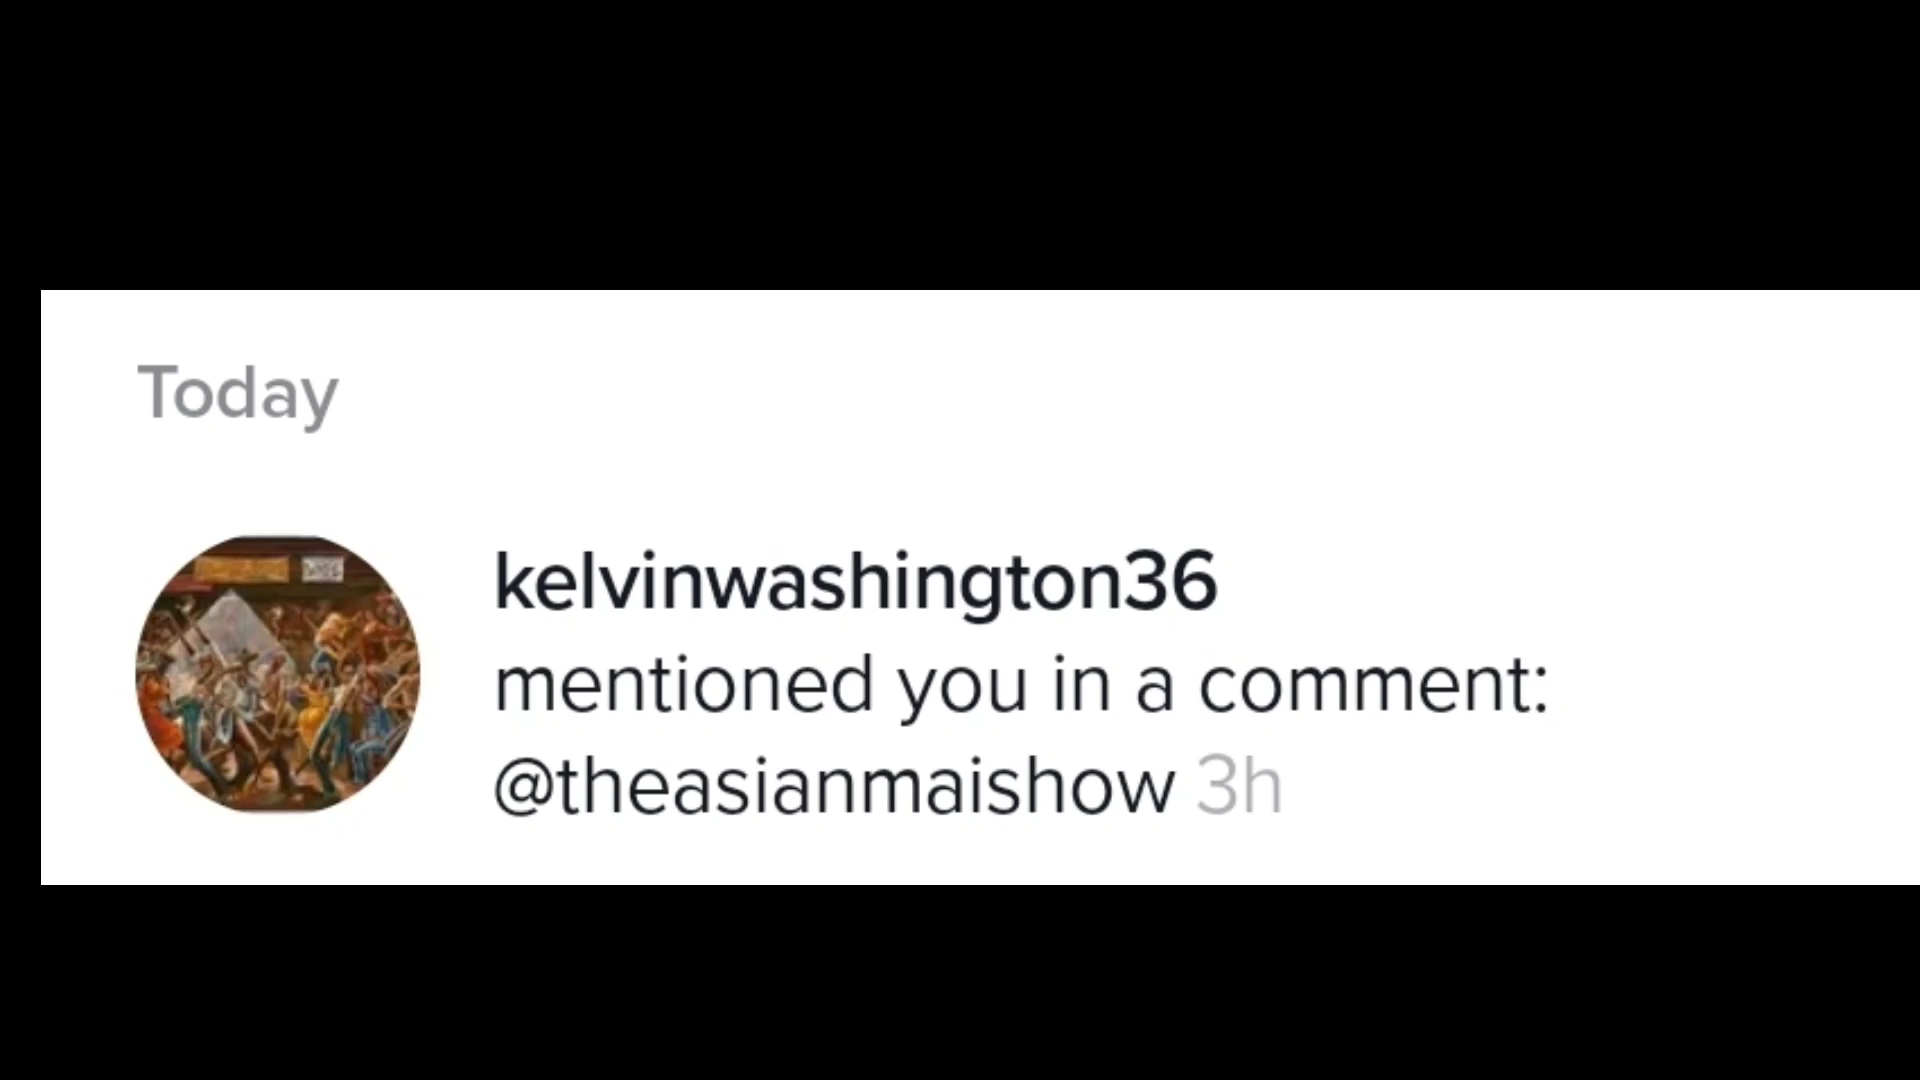 Today
kelvinwashington36
mentioned you in a comment:
@theasianmaishow 3h